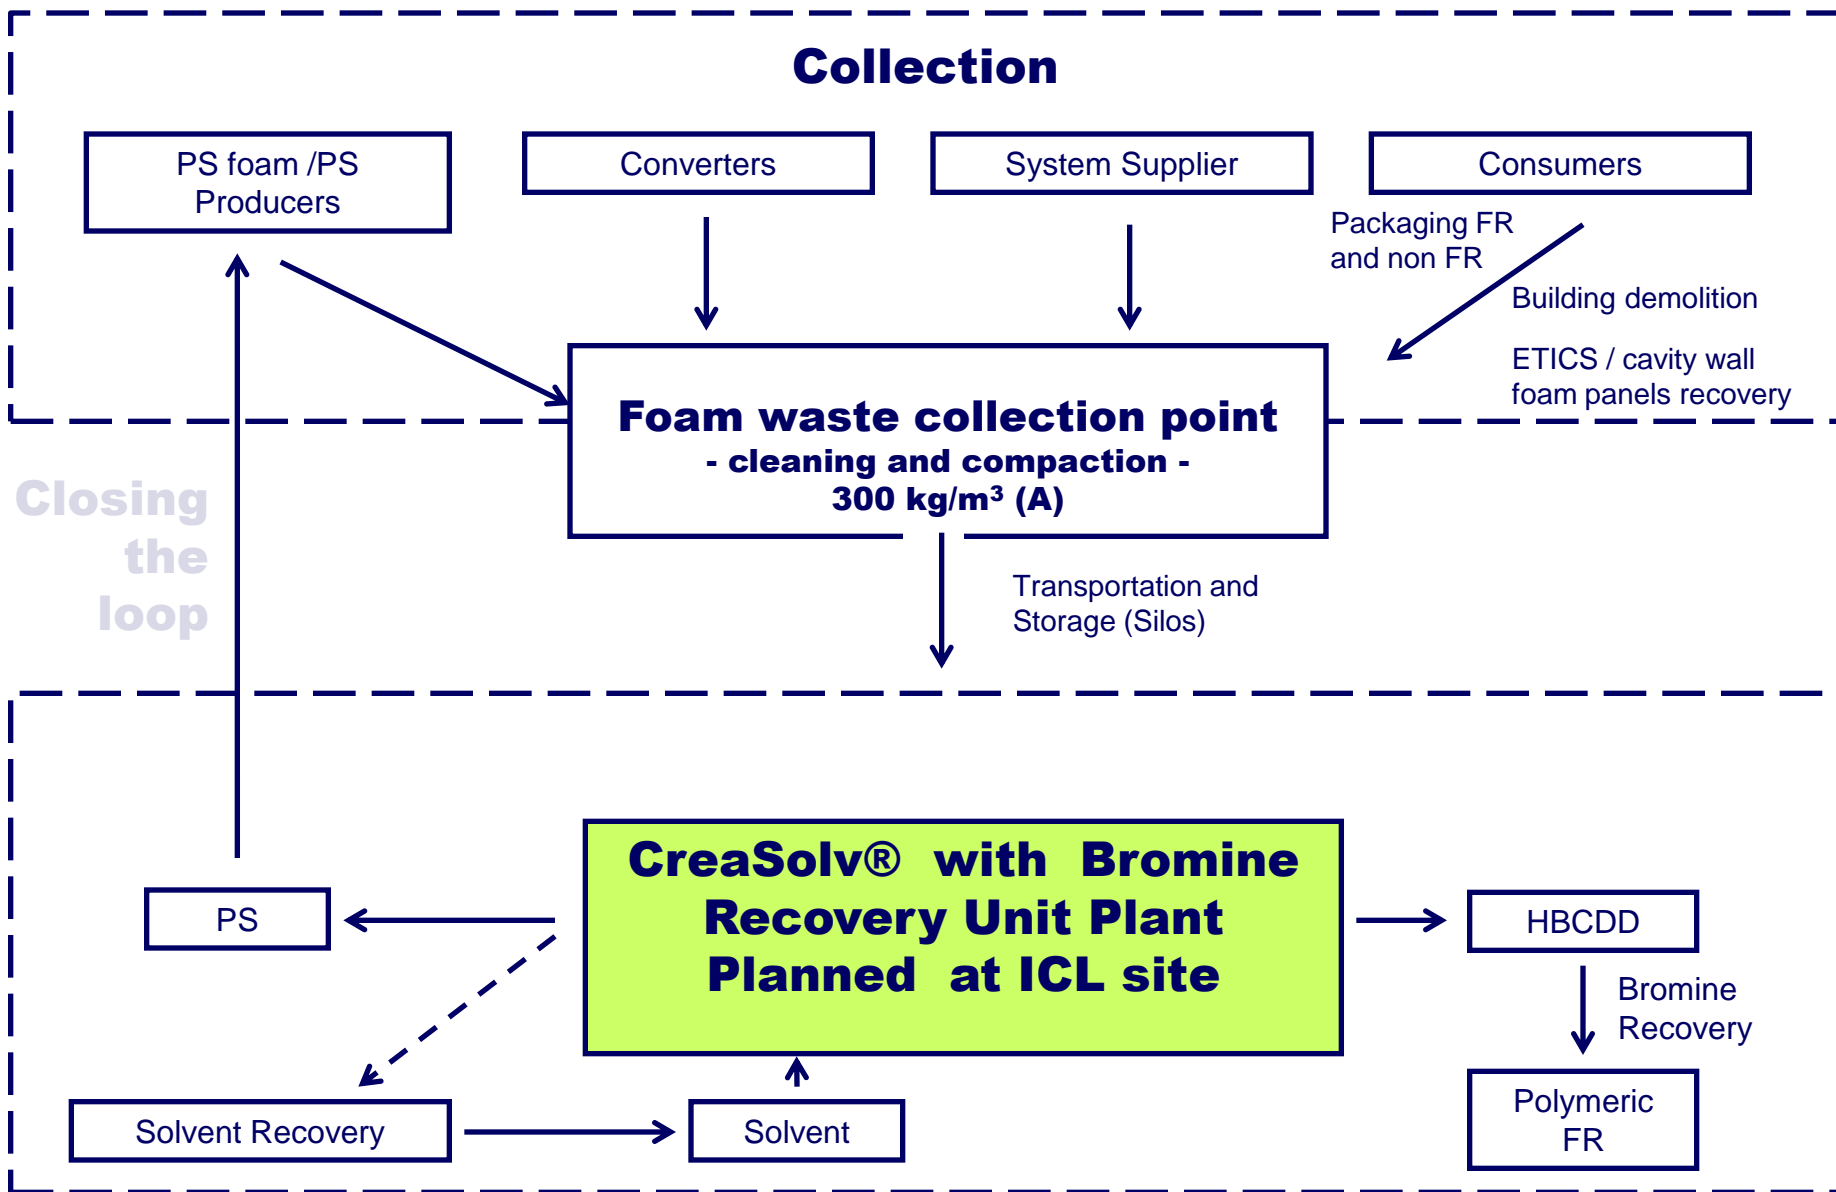 Collection
PS foam /PS
Producers
Converters
System Supplier
Consumers
Packaging FR
and non FR
Building demolition
ETICS / cavity wall
foam panels recovery
Foam waste collection point
- cleaning and compaction -
300 kg/m³ (A)
Closing
the
loop
Transportation and
Storage (Silos)
CreaSolv® with Bromine
Recovery Unit Plant
Planned at ICL site
PS
HBCDD
Bromine
Recovery
Solvent Recovery
Solvent
Polymeric
FR